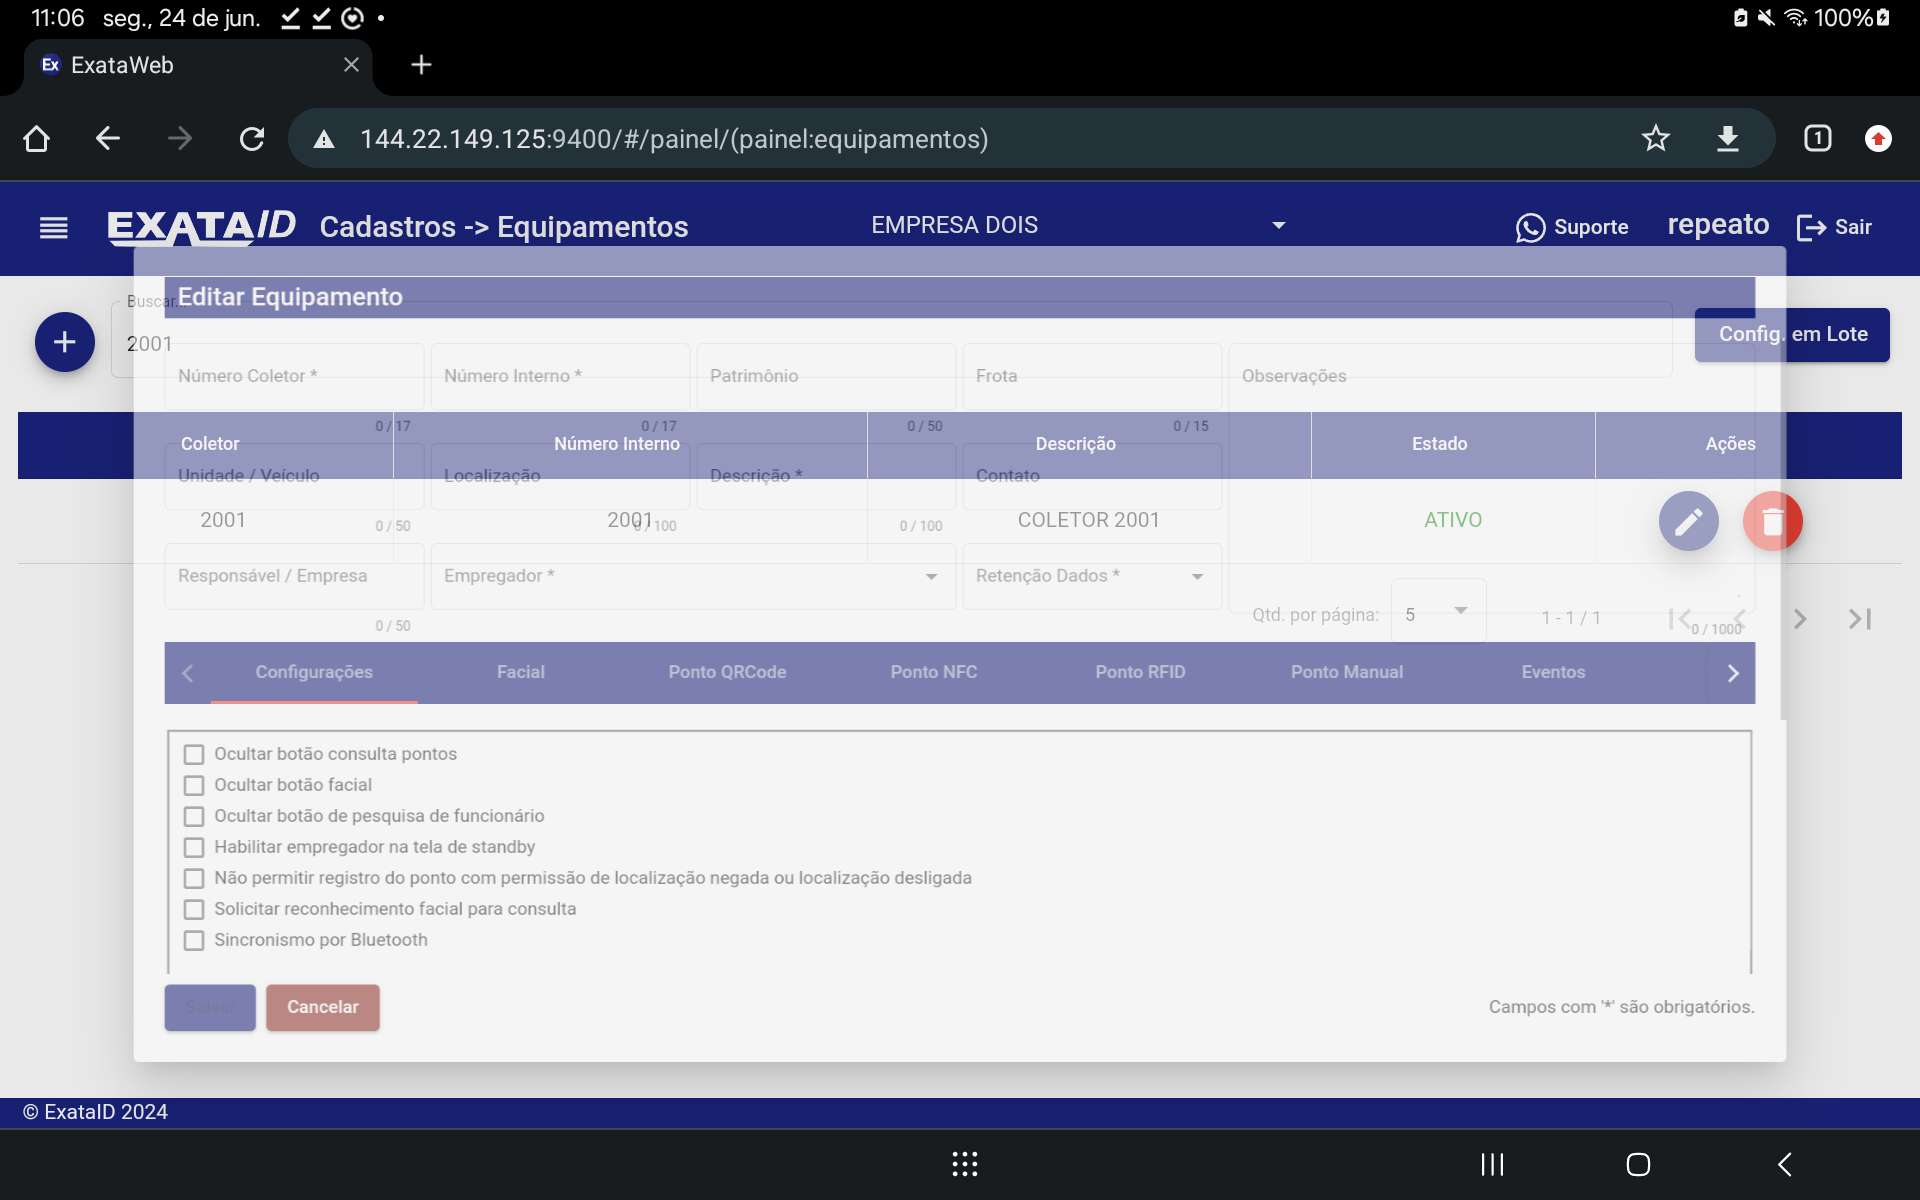 11:06 seg., 24 de jun. 100%
Ex ExataWeb
144.22.149.125:9400/#/painel/(painel:equipamentos) 1
EXATAID Cadastros -> Equipamentos EMPRESA DOIS Suporte repeato Sair
Editar Equipamento
Buscar...
2001
Config. em Lote
Número Coletor * Número Interno * Patrimônio Frota Observações
0 / 17 0 / 17 0 / 50 0 / 15
Coletor Número Interno Descrição Estado Ações
Unidade / Veículo Localização Descrição * Contato
2001 2001 COLETOR 2001 ATIVO
0 / 50 0 / 100 0 / 100
Responsável / Empresa Empregador * Retenção Dados *
Qtd. por página: 5 1 - 1 / 1
0 / 50 0 / 1000
Configurações Facial Ponto QRCode Ponto NFC Ponto RFID Ponto Manual Eventos
Ocultar botão consulta pontos
Ocultar botão facial
Ocultar botão de pesquisa de funcionário
Habilitar empregador na tela de standby
Não permitir registro do ponto com permissão de localização negada ou localização desligada
Solicitar reconhecimento facial para consulta
Sincronismo por Bluetooth
Salvar Cancelar Campos com '*' são obrigatórios.
© ExataID 2024